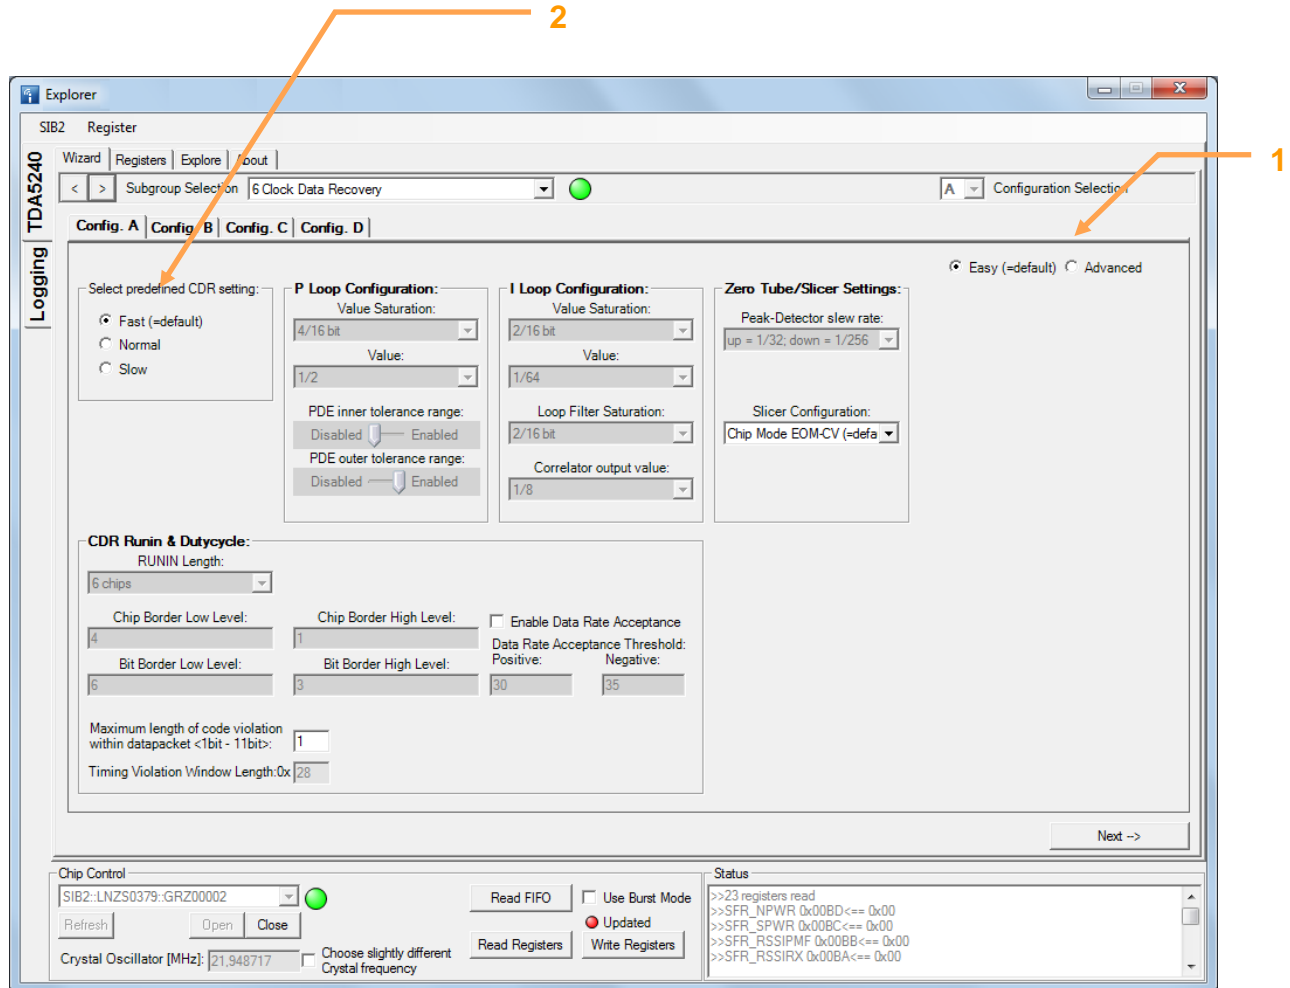 2
Explorer
SIB2 Register
1
TDA5240
Logging
Wizard Registers Explore About
< > Subgroup Selection 6 Clock Data Recovery A Configuration Selection
Config. A Config. B Config. C Config. D
Easy (=default) Advanced
Select predefined CDR setting:
Fast (=default)
Normal
Slow
P Loop Configuration:
Value Saturation:
4/16 bit
Value:
1/2
PDE inner tolerance range:
Disabled Enabled
PDE outer tolerance range:
Disabled Enabled
I Loop Configuration:
Value Saturation:
2/16 bit
Value:
1/64
Loop Filter Saturation:
2/16 bit
Correlator output value:
1/8
Zero Tube/Slicer Settings:
Peak-Detector slew rate:
up = 1/32; down = 1/256
Slicer Configuration:
Chip Mode EOM-CV (=defa
CDR Runin & Dutycycle:
RUNIN Length:
6 chips
Chip Border Low Level:
4
Chip Border High Level:
1
Bit Border Low Level:
6
Bit Border High Level:
3
Enable Data Rate Acceptance
Data Rate Acceptance Threshold:
Positive: Negative:
30 35
Maximum length of code violation
within datapacket <1bit - 11bit>:
1
Timing Violation Window Length:0x 28
Next -->
Chip Control
SIB2::LNZS0379::GRZ00002
Refresh Open Close
Crystal Oscillator [MHz]: 21,948717
Choose slightly different
Crystal frequency
Read FIFO Use Burst Mode
Updated
Read Registers Write Registers
Status
>>23 registers read
>>SFR_NPWR 0x00BD<== 0x00
>>SFR_SPWR 0x00BC<== 0x00
>>SFR_RSSIPMF 0x00BB<== 0x00
>>SFR_RSSIRX 0x00BA<== 0x00